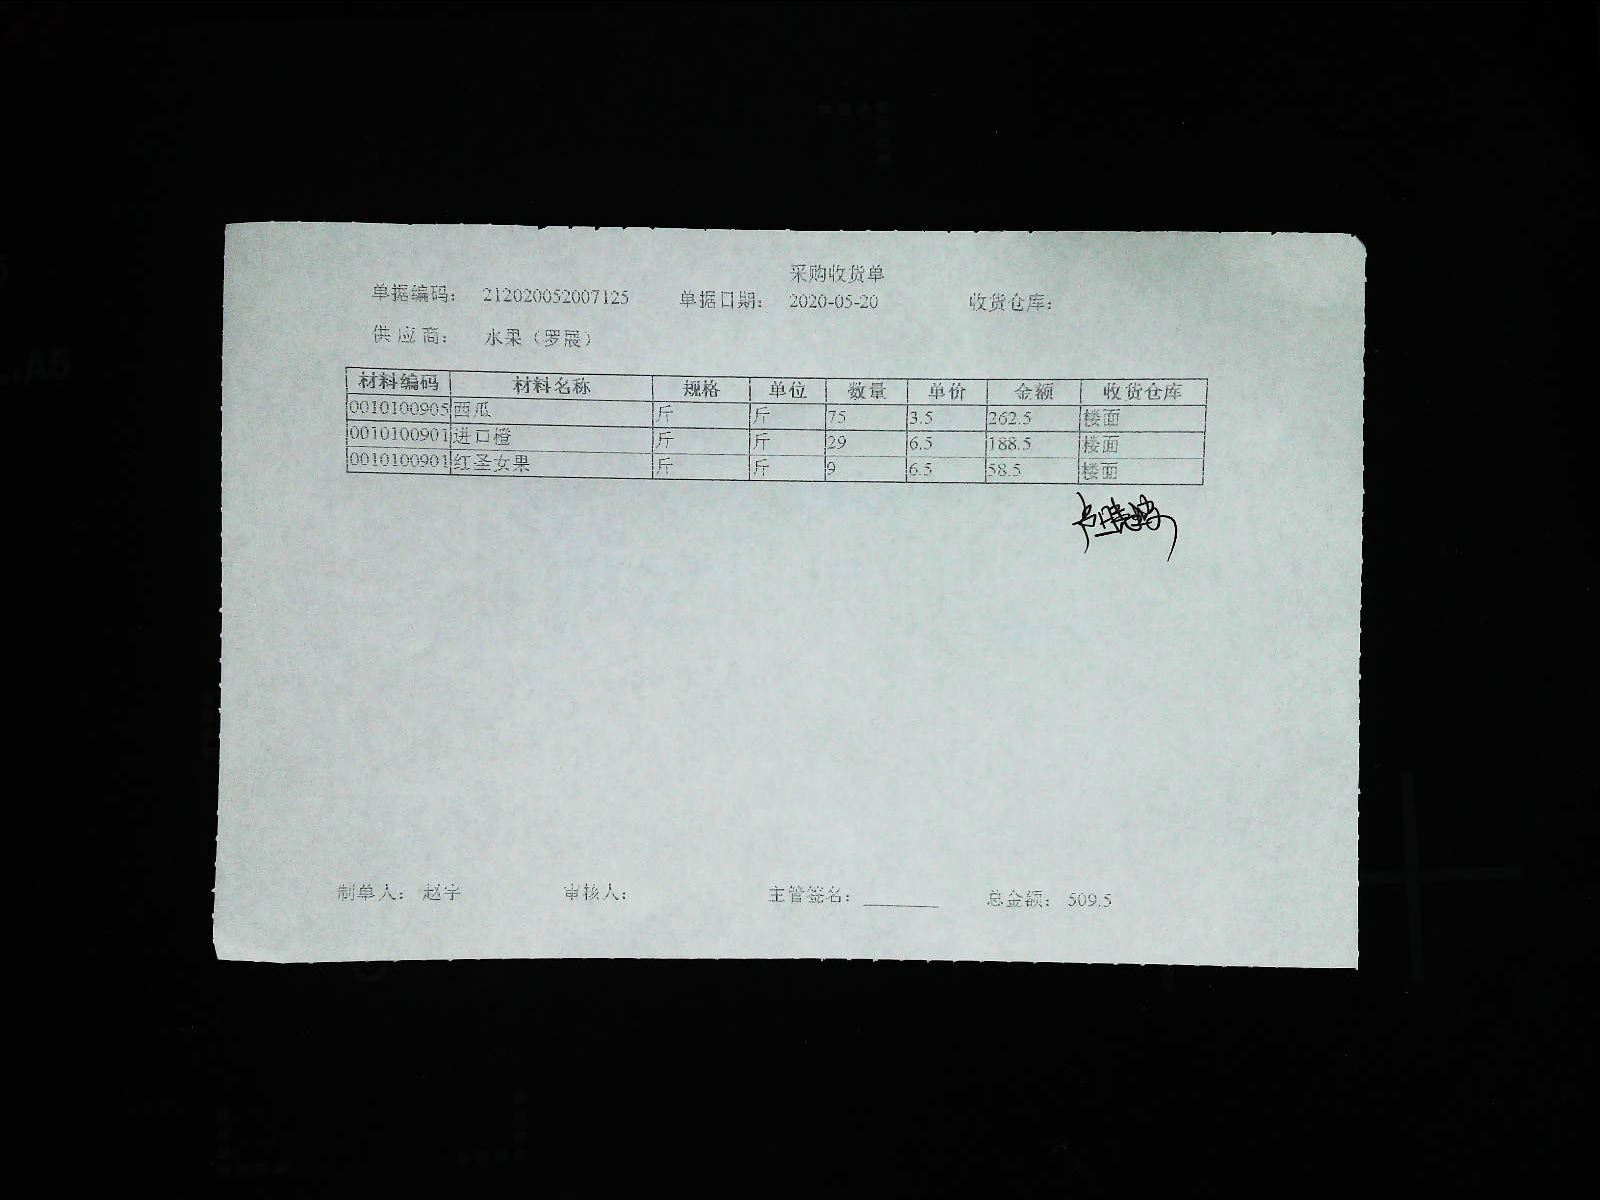 采购收货单
单据编码： 212020052007125 单据日期： 2020-05-20 收货仓库：
供应商： 水果（罗展）
材料编码 材料名称 规格 单位 数量 单价 金额 收货仓库
0010100905 西瓜 斤 斤 75 3.5 262.5 楼面
0010100901 进口橙 斤 斤 29 6.5 188.5 楼面
0010100901 红圣女果 斤 斤 9 6.5 58.5 楼面
制单人： 赵宇 审核人： 主管签名： 总金额： 509.5